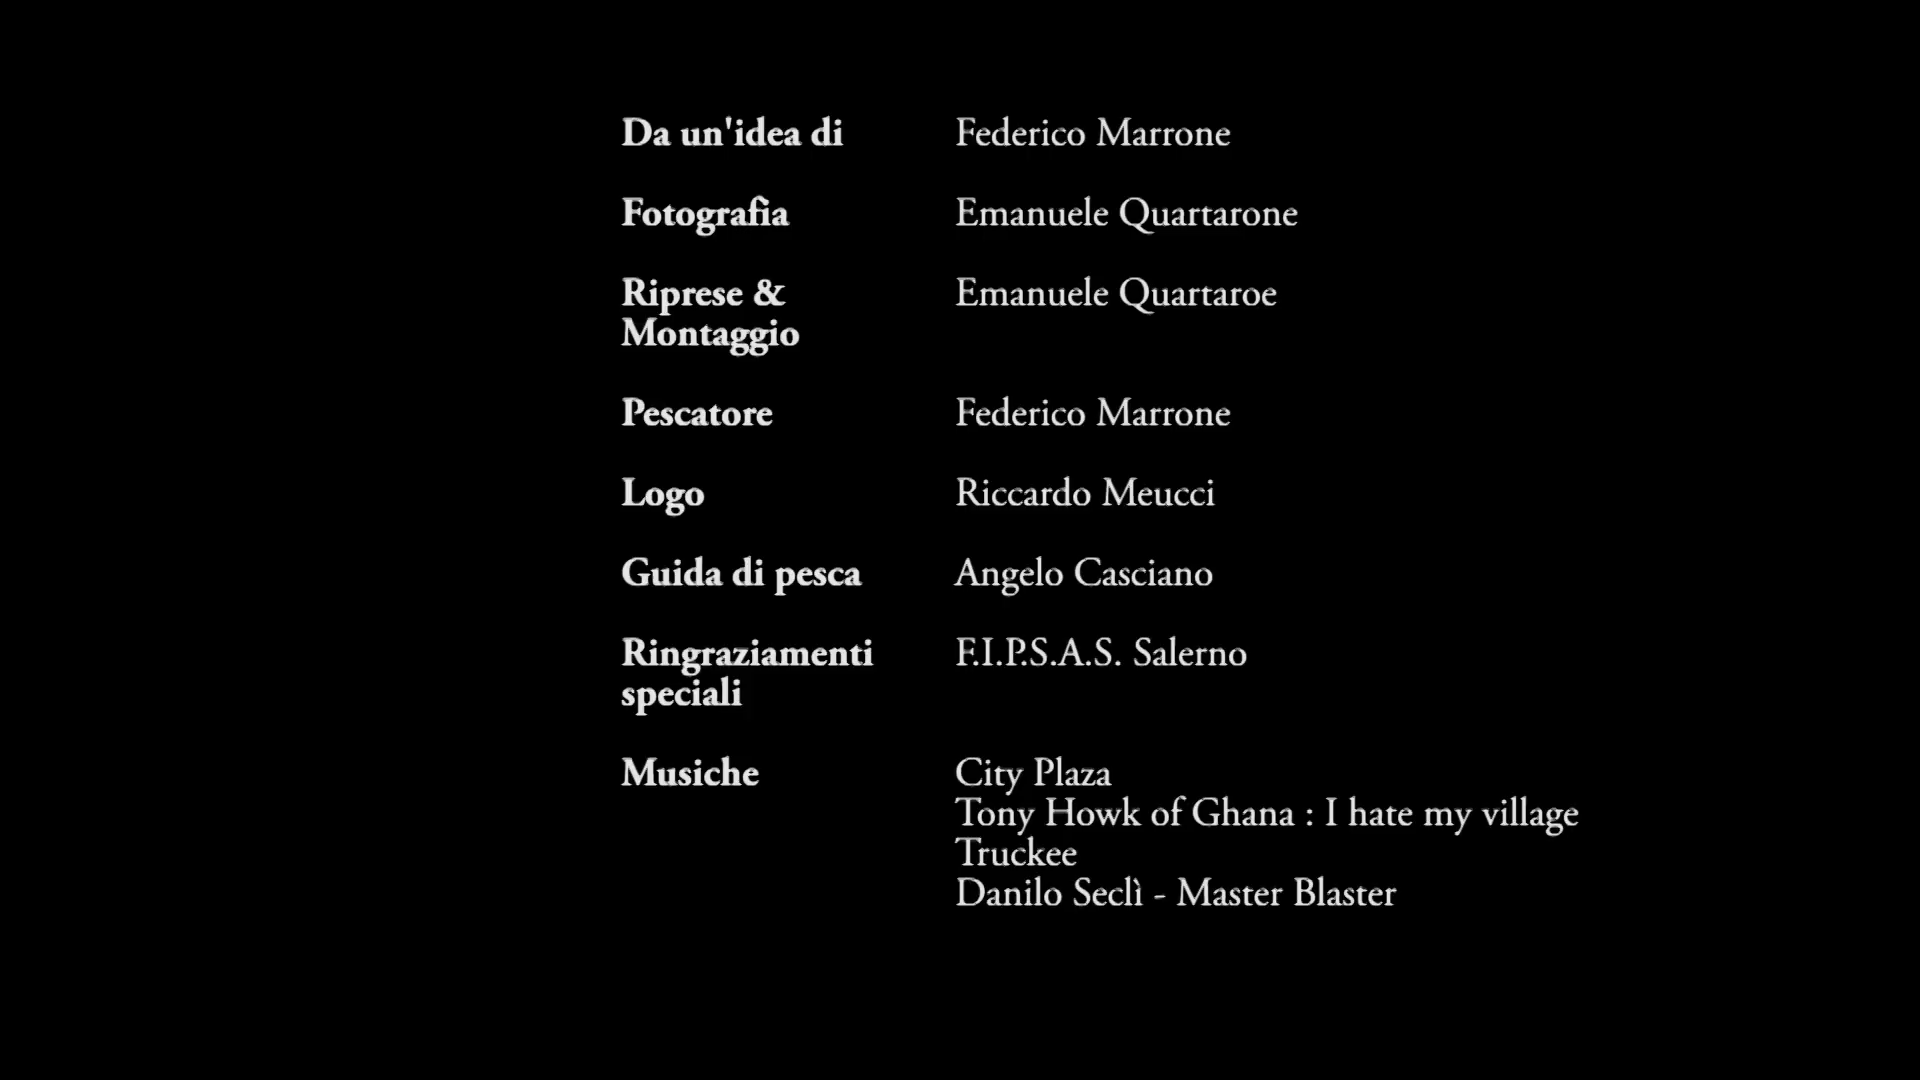 Da un'idea di Federico Marrone
Fotografia Emanuele Quartarone
Riprese & Emanuele Quartaroe
Montaggio
Pescatore Federico Marrone
Logo Riccardo Meucci
Guida di pesca Angelo Casciano
Ringraziamenti F.I.P.S.A.S. Salerno
speciali
Musiche City Plaza
Tony Howk of Ghana : I hate my village
Truckee
Danilo Seclì - Master Blaster